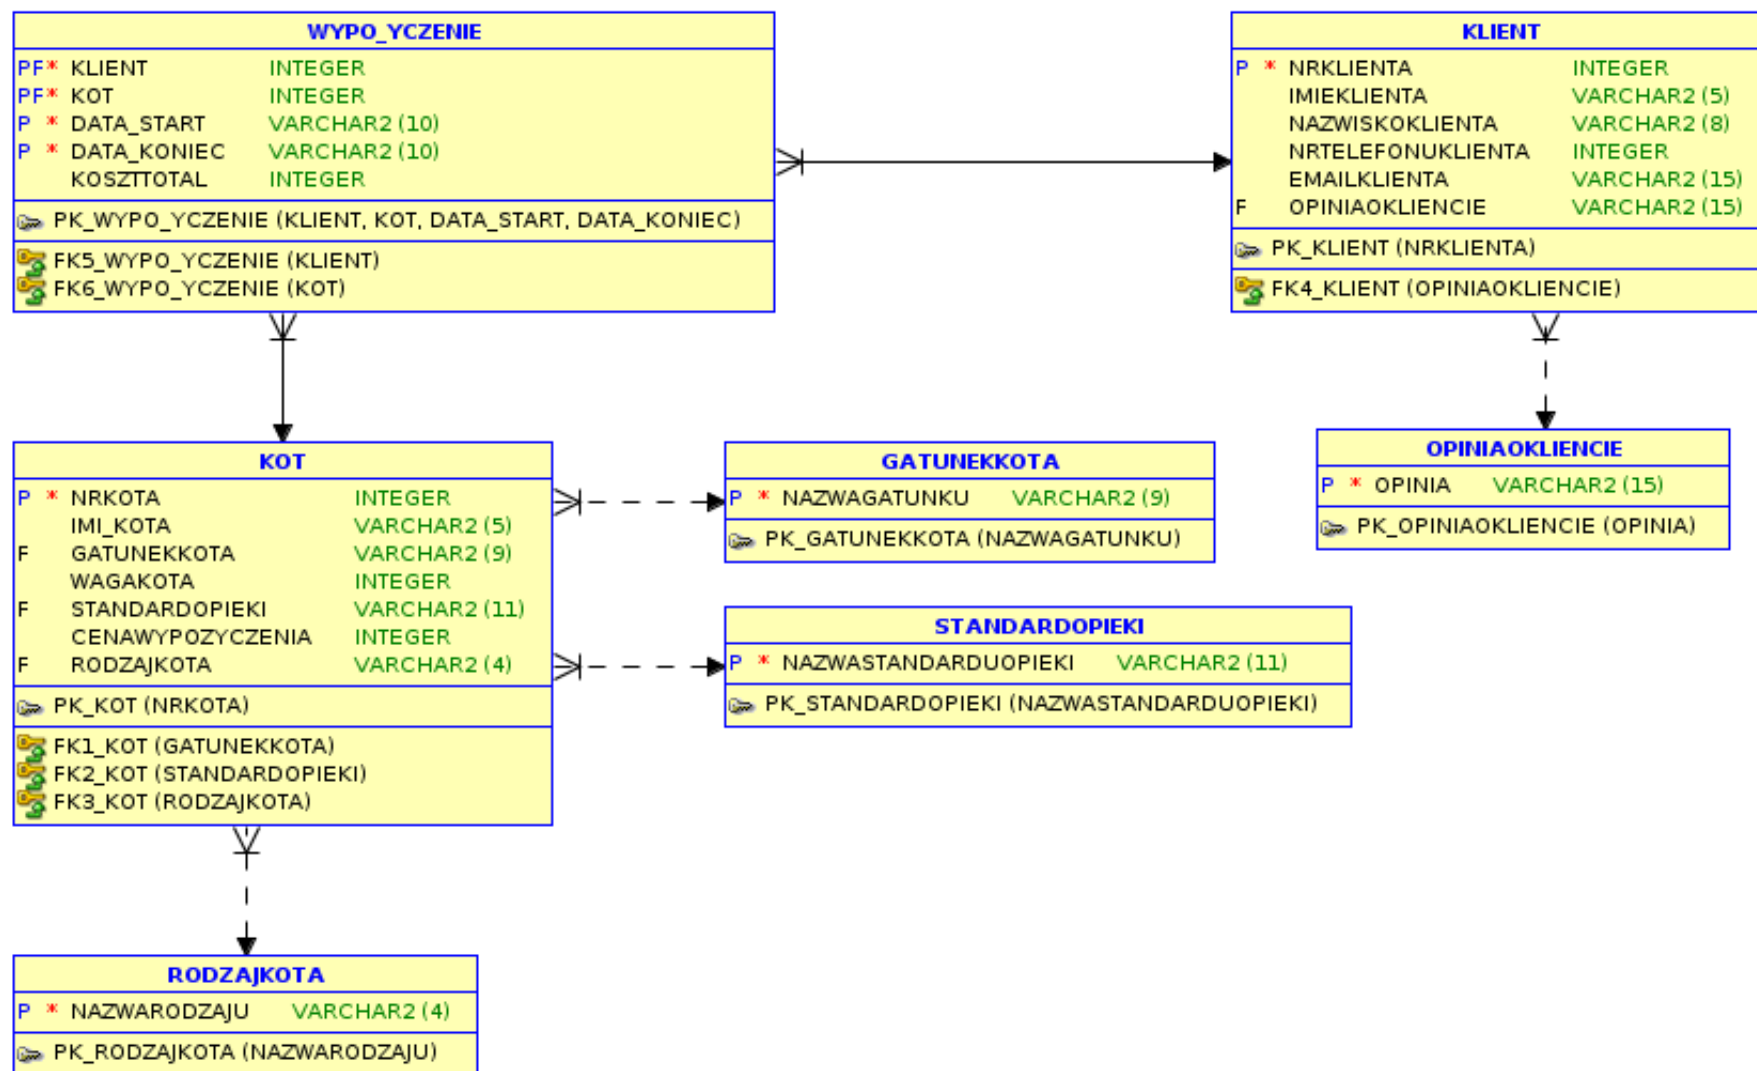 WYPO_YCZENIE
PF* KLIENT INTEGER
PF* KOT INTEGER
P * DATA_START VARCHAR2 (10)
P * DATA_KONIEC VARCHAR2 (10)
KOSZTTOTAL INTEGER
PK_WYPO_YCZENIE (KLIENT, KOT, DATA_START, DATA_KONIEC)
FK5_WYPO_YCZENIE (KLIENT)
FK6_WYPO_YCZENIE (KOT)
KLIENT
P * NRKLIENTA INTEGER
IMIEKLIENTA VARCHAR2 (5)
NAZWISKOKLIENTA VARCHAR2 (8)
NRTELEFONUKLIENTA INTEGER
EMAILKLIENTA VARCHAR2 (15)
F OPINIAOKLIENCIE VARCHAR2 (15)
PK_KLIENT (NRKLIENTA)
FK4_KLIENT (OPINIAOKLIENCIE)
KOT
P * NRKOTA INTEGER
IMI_KOTA VARCHAR2 (5)
F GATUNEKKOTA VARCHAR2 (9)
WAGAKOTA INTEGER
F STANDARDOPIEKI VARCHAR2 (11)
CENAWYPOZYCZENIA INTEGER
F RODZAJKOTA VARCHAR2 (4)
PK_KOT (NRKOTA)
FK1_KOT (GATUNEKKOTA)
FK2_KOT (STANDARDOPIEKI)
FK3_KOT (RODZAJKOTA)
GATUNEKKOTA
P * NAZWAGATUNKU VARCHAR2 (9)
PK_GATUNEKKOTA (NAZWAGATUNKU)
OPINIAOKLIENCIE
P * OPINIA VARCHAR2 (15)
PK_OPINIAOKLIENCIE (OPINIA)
STANDARDOPIEKI
P * NAZWASTANDARDUOPIEKI VARCHAR2 (11)
PK_STANDARDOPIEKI (NAZWASTANDARDUOPIEKI)
RODZAJKOTA
P * NAZWARODZAJU VARCHAR2 (4)
PK_RODZAJKOTA (NAZWARODZAJU)